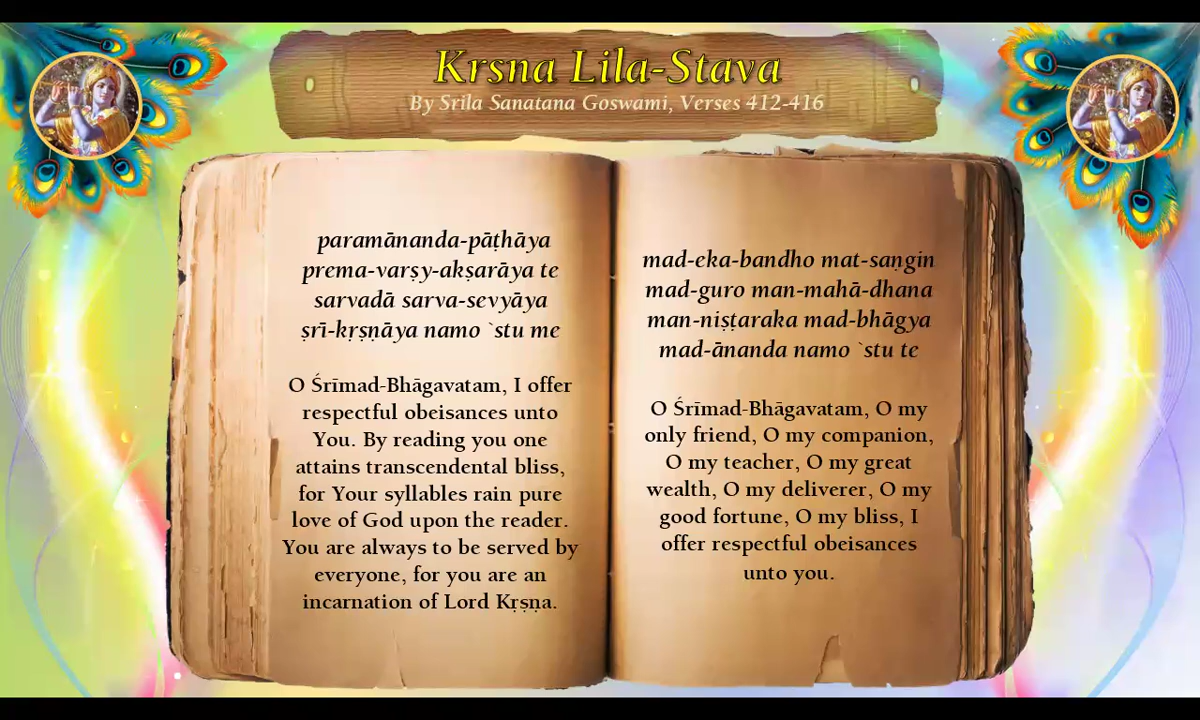 Krsna Lila-Stava
By Srila Sanatana Goswami, Verses 412-416
paramānanda-pāṭhāya
prema-varṣy-akṣarāya te
sarvadā sarva-sevyāya
ṣrī-kṛṣṇāya namo `stu me
O Śrīmad-Bhāgavatam, I offer
respectful obeisances unto
You. By reading you one
attains transcendental bliss,
for Your syllables rain pure
love of God upon the reader.
You are always to be served by
everyone, for you are an
incarnation of Lord Kṛṣṇa.
mad-eka-bandho mat-saṇgin
mad-guro man-mahā-dhana
man-niṣṭaraka mad-bhāgya
mad-ānanda namo `stu te
O Śrīmad-Bhāgavatam, O my
only friend, O my companion,
O my teacher, O my great
wealth, O my deliverer, O my
good fortune, O my bliss, I
offer respectful obeisances
unto you.